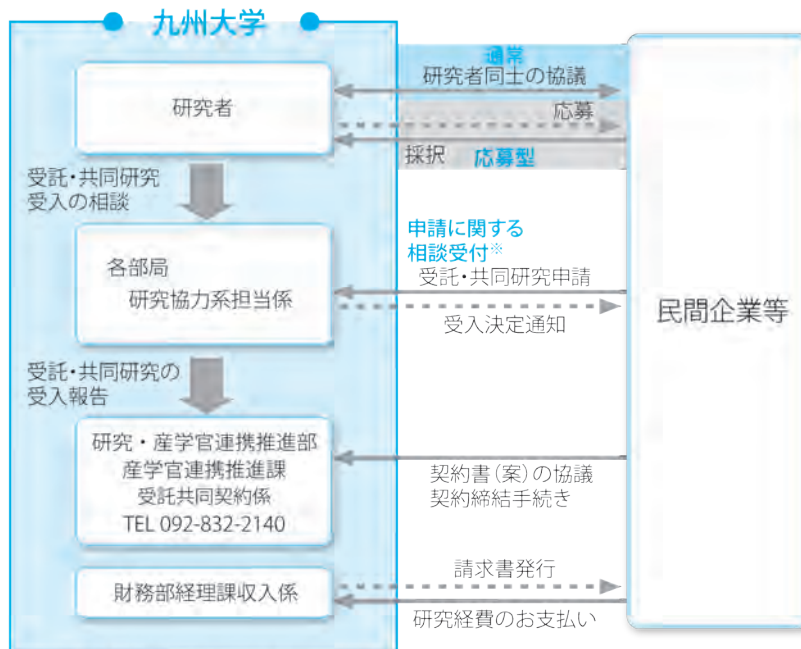 九州大学
通常
研究者同士の協議
研究者
応募
採択 応募型
受託・共同研究
受入の相談
申請に関する
相談受付※
各部局
研究協力系担当係
受託・共同研究申請
受入決定通知
民間企業等
受託・共同研究の
受入報告
研究・産学官連携推進部
産学官連携推進課
受託共同契約係
TEL 092-832-2140
契約書(案)の協議
契約締結手続き
請求書発行
財務部経理課収入係
研究経費のお支払い